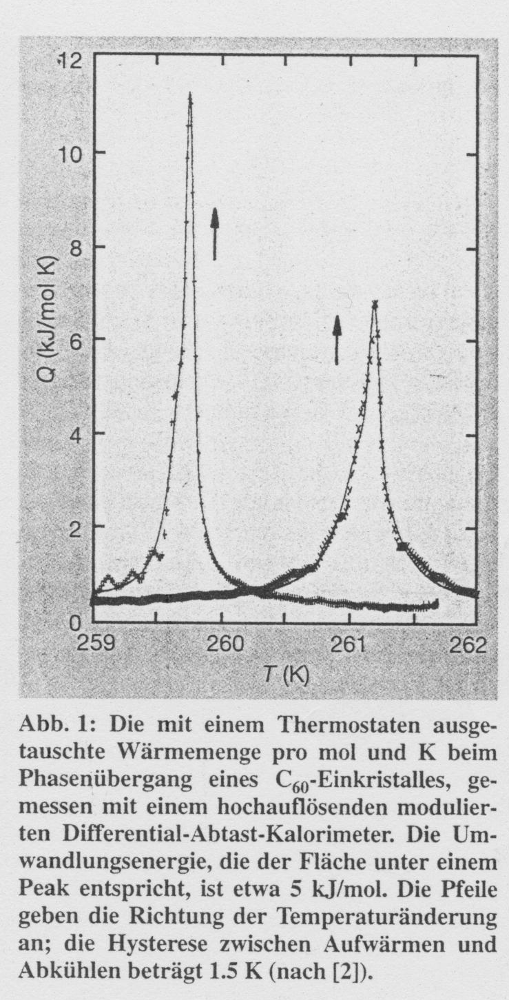 12
10
8
6
4
2
0
Q (kJ/mol K)
259
260
261
262
T (K)
Abb. 1: Die mit einem Thermostaten ausge-
tauschte Wärmemenge pro mol und K beim
Phasenübergang eines C₆₀-Einkristalles, ge-
messen mit einem hochauflösenden modulier-
ten Differential-Abtast-Kalorimeter. Die Um-
wandlungsenergie, die der Fläche unter einem
Peak entspricht, ist etwa 5 kJ/mol. Die Pfeile
geben die Richtung der Temperaturänderung
an; die Hysterese zwischen Aufwärmen und
Abkühlen beträgt 1.5 K (nach [2]).